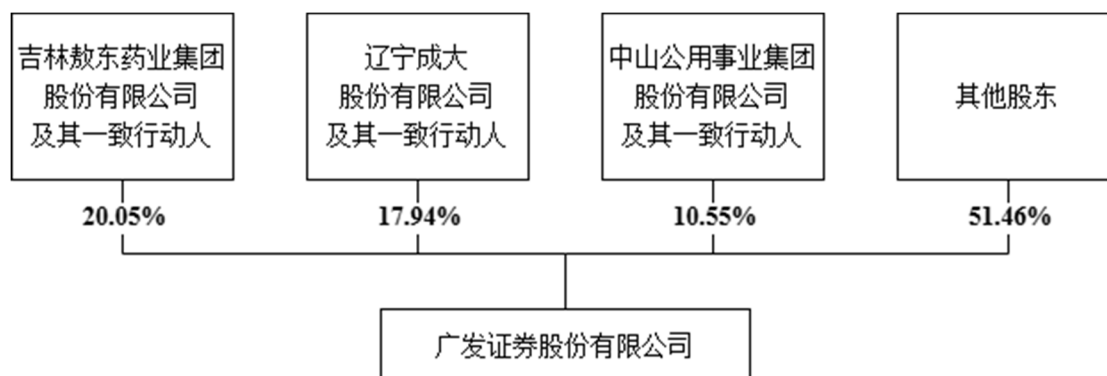 吉林敖东药业集团
股份有限公司
及其一致行动人
辽宁成大
股份有限公司
及其一致行动人
中山公用事业集团
股份有限公司
及其一致行动人
其他股东
20.05%
17.94%
10.55%
51.46%
广发证券股份有限公司